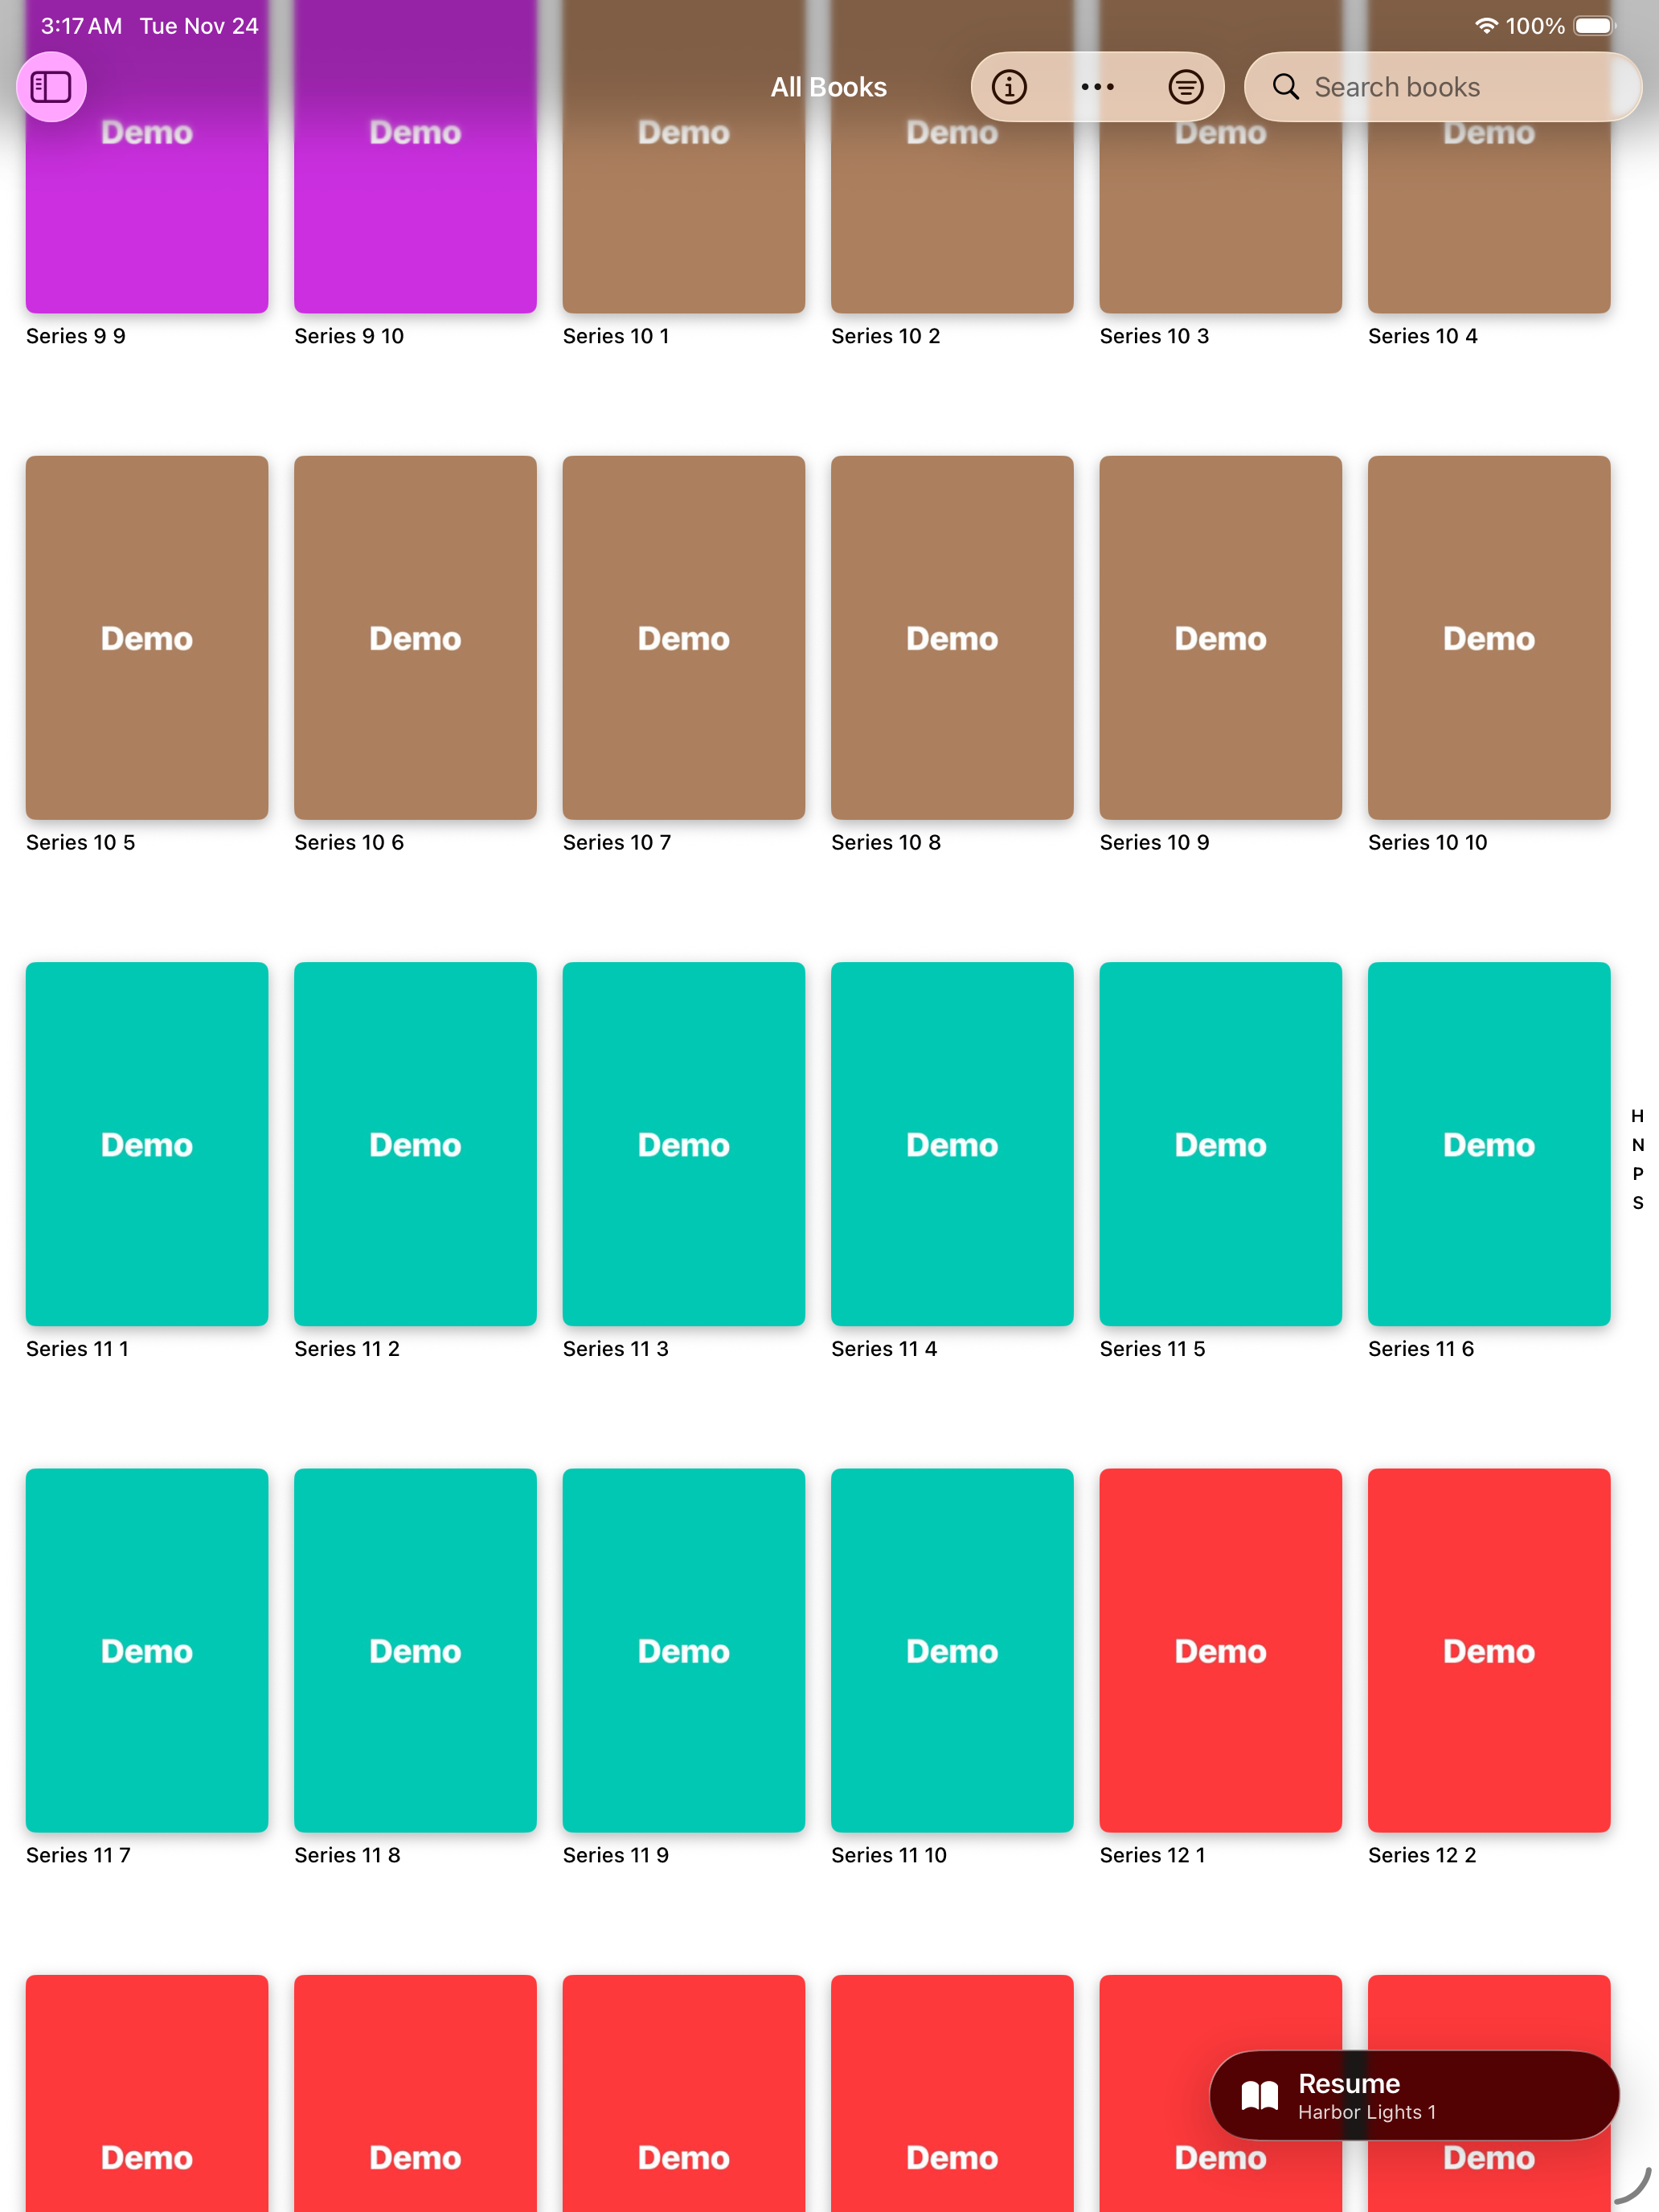 3:17 AM Tue Nov 24
100%
All Books
Search books
Demo Demo Demo Demo Demo Demo
Series 9 9 Series 9 10 Series 10 1 Series 10 2 Series 10 3 Series 10 4
Demo Demo Demo Demo Demo Demo
Series 10 5 Series 10 6 Series 10 7 Series 10 8 Series 10 9 Series 10 10
Demo Demo Demo Demo Demo Demo
Series 11 1 Series 11 2 Series 11 3 Series 11 4 Series 11 5 Series 11 6
H
N
P
S
Demo Demo Demo Demo Demo Demo
Series 11 7 Series 11 8 Series 11 9 Series 11 10 Series 12 1 Series 12 2
Resume
Harbor Lights 1
Demo Demo Demo Demo Demo Demo